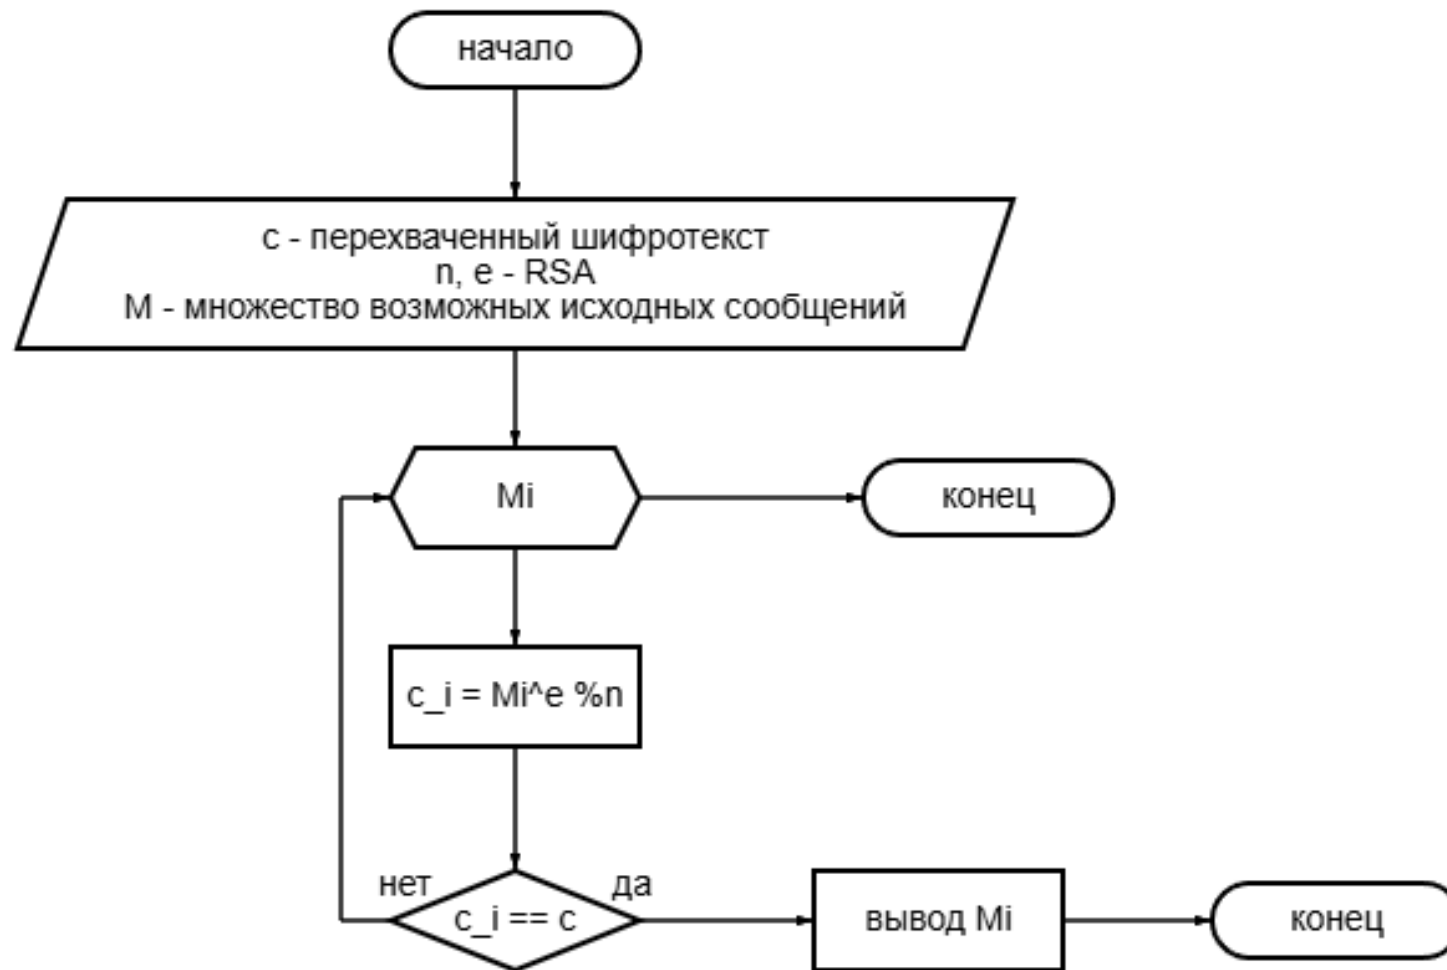 начало
c - перехваченный шифротекст
n, e - RSA
M - множество возможных исходных сообщений
Mi
конец
c_i = Mi^e %n
нет
да
c_i == c
вывод Mi
конец